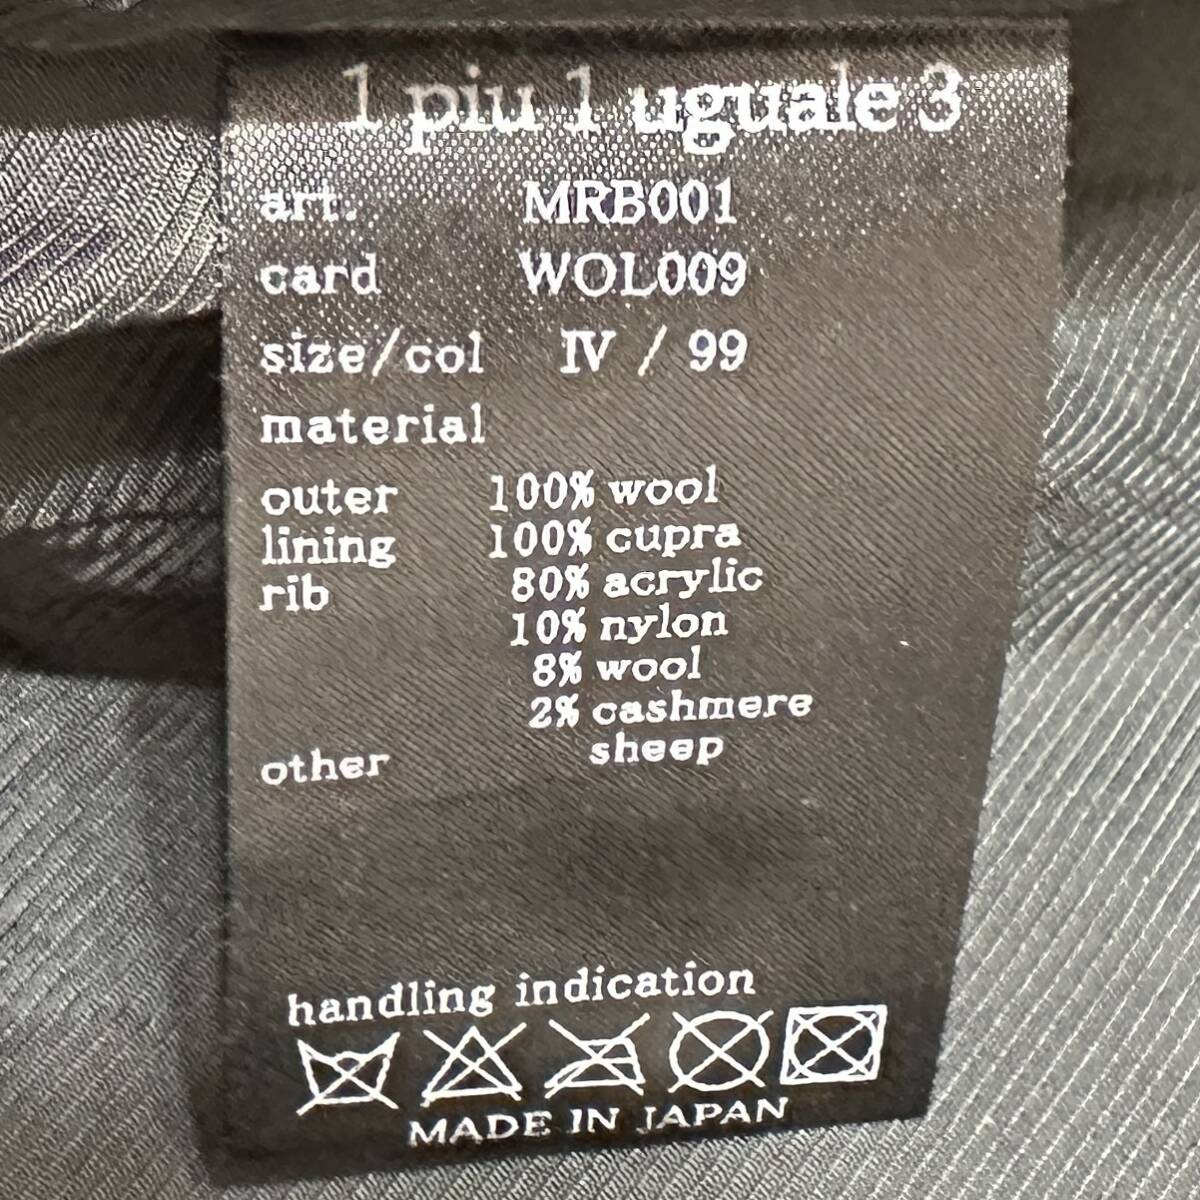 1 piu 1 uguale 3
art. MRB001
card WOL009
size/col Ⅳ / 99
material
outer 100% wool
lining 100% cupra
rib 80% acrylic
10% nylon
8% wool
2% cashmere
other sheep
handling indication
MADE IN JAPAN